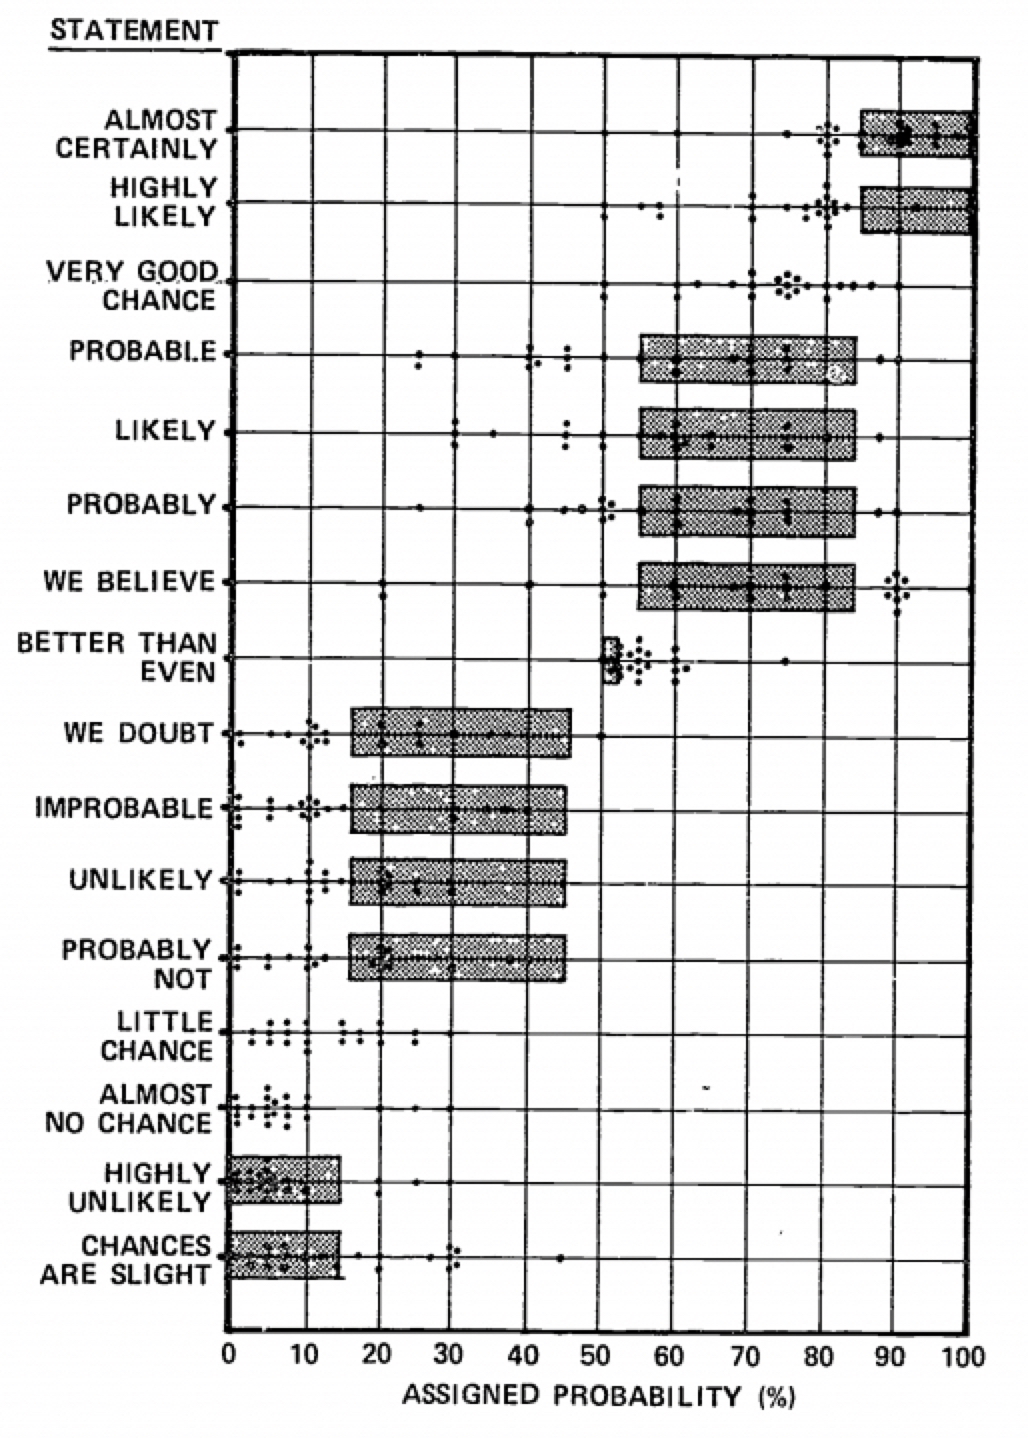 STATEMENT
ALMOST
CERTAINLY
HIGHLY
LIKELY
VERY GOOD
CHANCE
PROBABLE
LIKELY
PROBABLY
WE BELIEVE
BETTER THAN
EVEN
WE DOUBT
IMPROBABLE
UNLIKELY
PROBABLY
NOT
LITTLE
CHANCE
ALMOST
NO CHANCE
HIGHLY
UNLIKELY
CHANCES
ARE SLIGHT
0 10 20 30 40 50 60 70 80 90 100
ASSIGNED PROBABILITY (%)